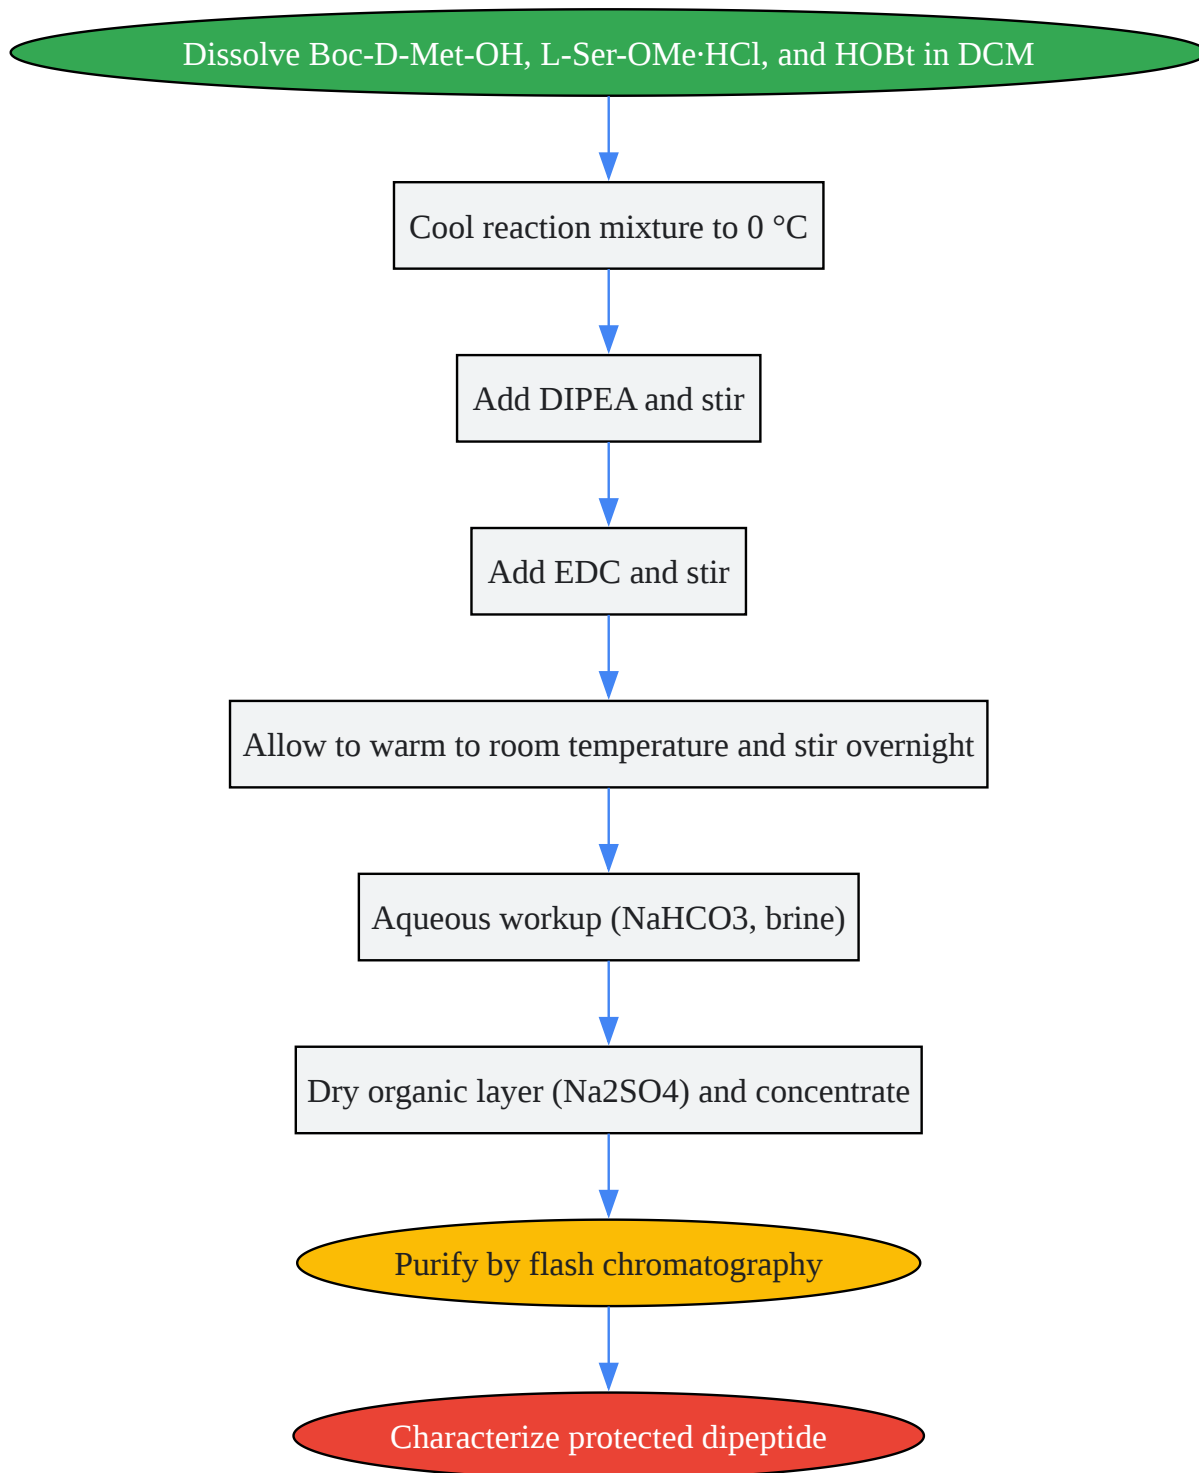 Dissolve Boc-D-Met-OH, L-Ser-OMe·HCl, and HOBt in DCM
Cool reaction mixture to 0 °C
Add DIPEA and stir
Add EDC and stir
Allow to warm to room temperature and stir overnight
Aqueous workup (NaHCO3, brine)
Dry organic layer (Na2SO4) and concentrate
Purify by flash chromatography
Characterize protected dipeptide